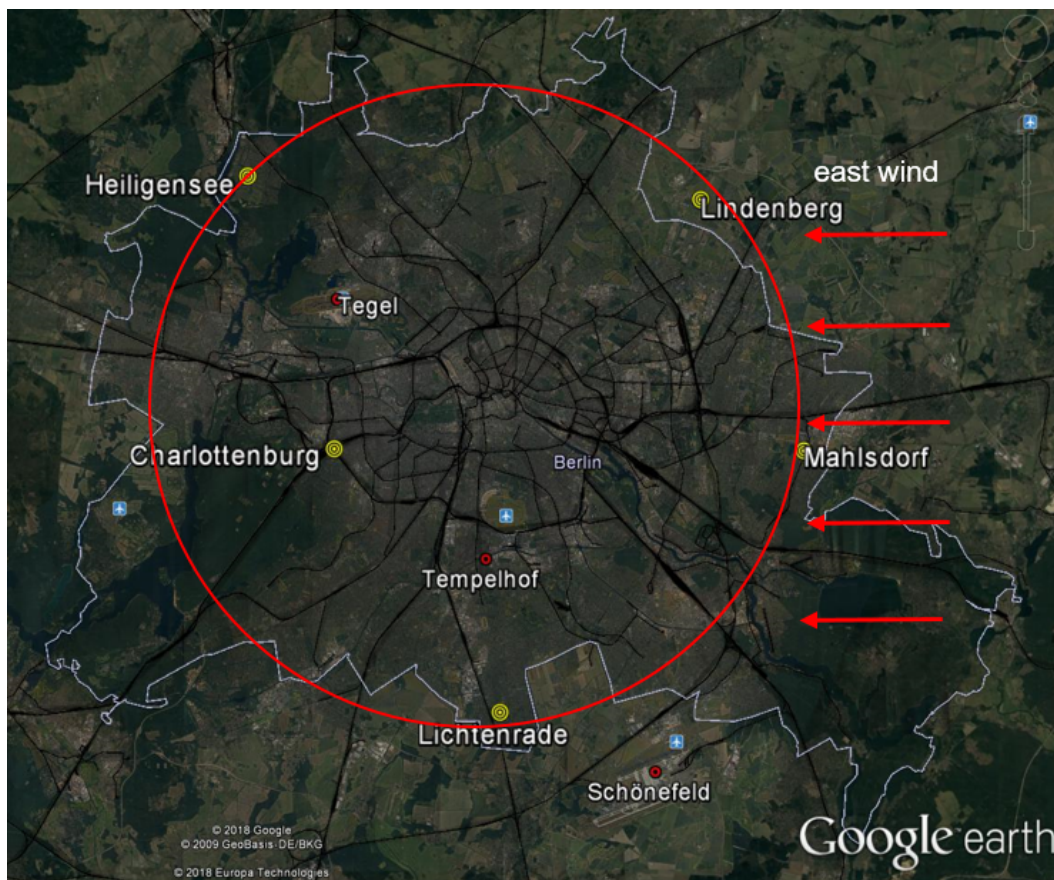 Heiligensee
east wind
Lindenberg
Tegel
Charlottenburg
Berlin
Mahlsdorf
Tempelhof
Lichtenrade
Schönefeld
© 2018 Google
© 2009 GeoBasis-DE/BKG
© 2018 Europa Technologies
Google earth